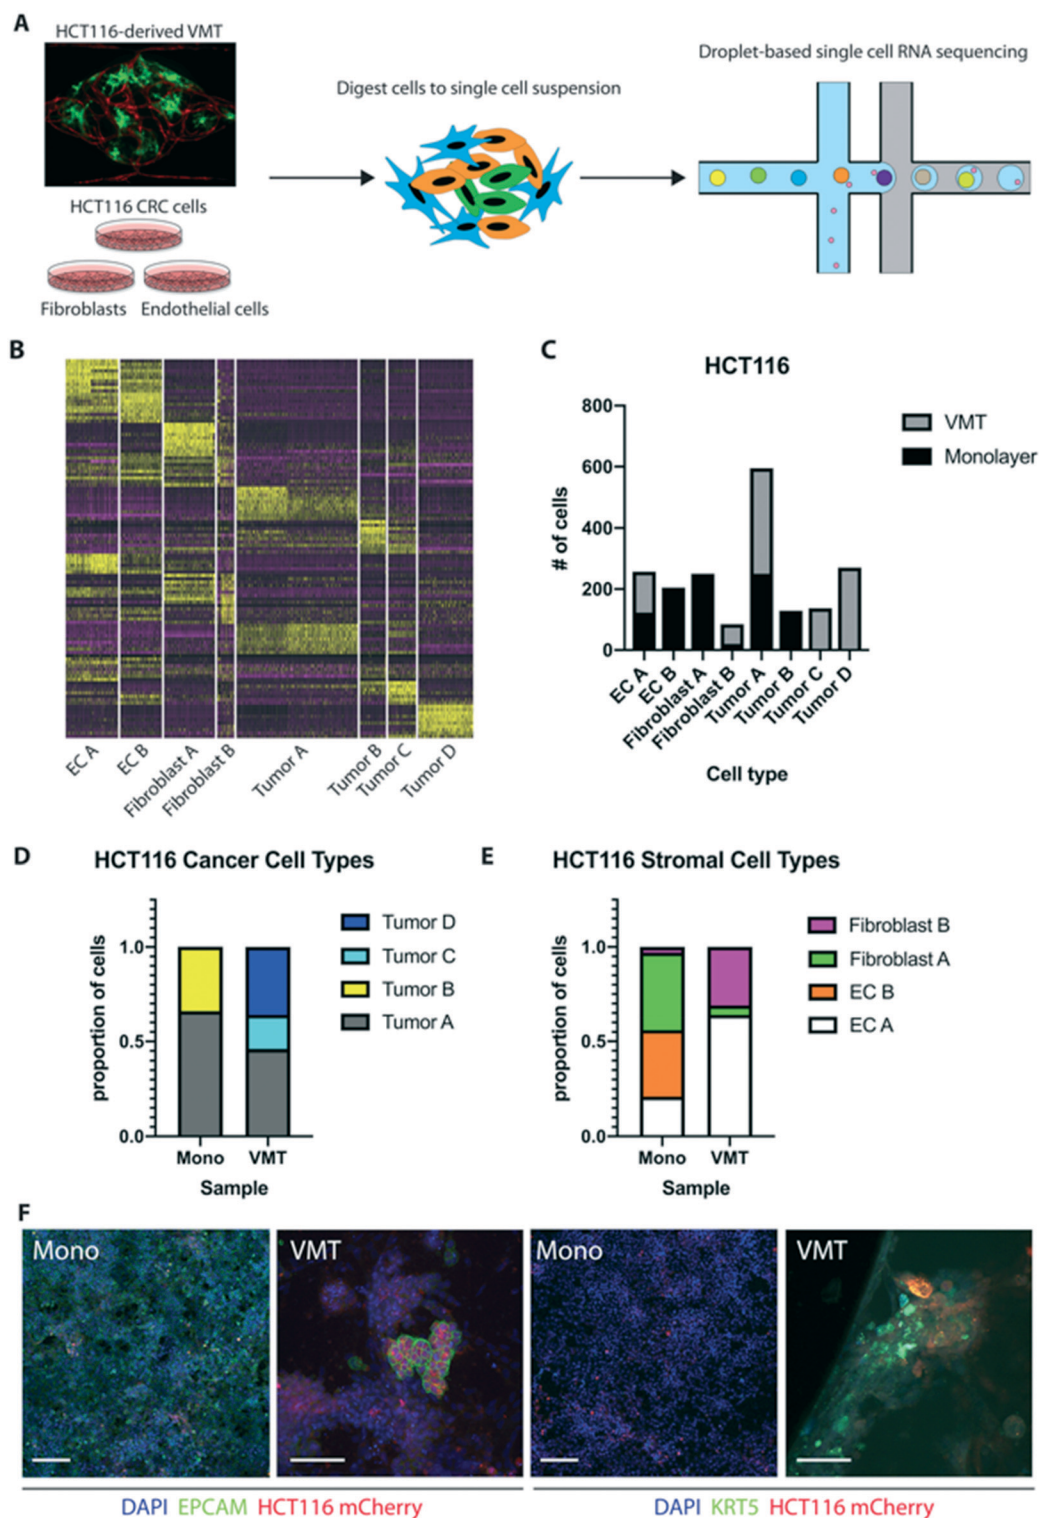 A
HCT116-derived VMT
Digest cells to single cell suspension
Droplet-based single cell RNA sequencing
HCT116 CRC cells
Fibroblasts Endothelial cells
B
EC A
EC B
Fibroblast A
Fibroblast B
Tumor A
Tumor B
Tumor C
Tumor D
C
HCT116
800
600
400
200
0
# of cells
EC A
EC B
Fibroblast A
Fibroblast B
Tumor A
Tumor B
Tumor C
Tumor D
Cell type
VMT
Monolayer
D
HCT116 Cancer Cell Types
1.0
0.5
0.0
proportion of cells
Mono VMT
Sample
Tumor D
Tumor C
Tumor B
Tumor A
E
HCT116 Stromal Cell Types
1.0
0.5
0.0
proportion of cells
Mono VMT
Sample
Fibroblast B
Fibroblast A
EC B
EC A
F
Mono
VMT
Mono
VMT
DAPI EPCAM HCT116 mCherry
DAPI KRT5 HCT116 mCherry